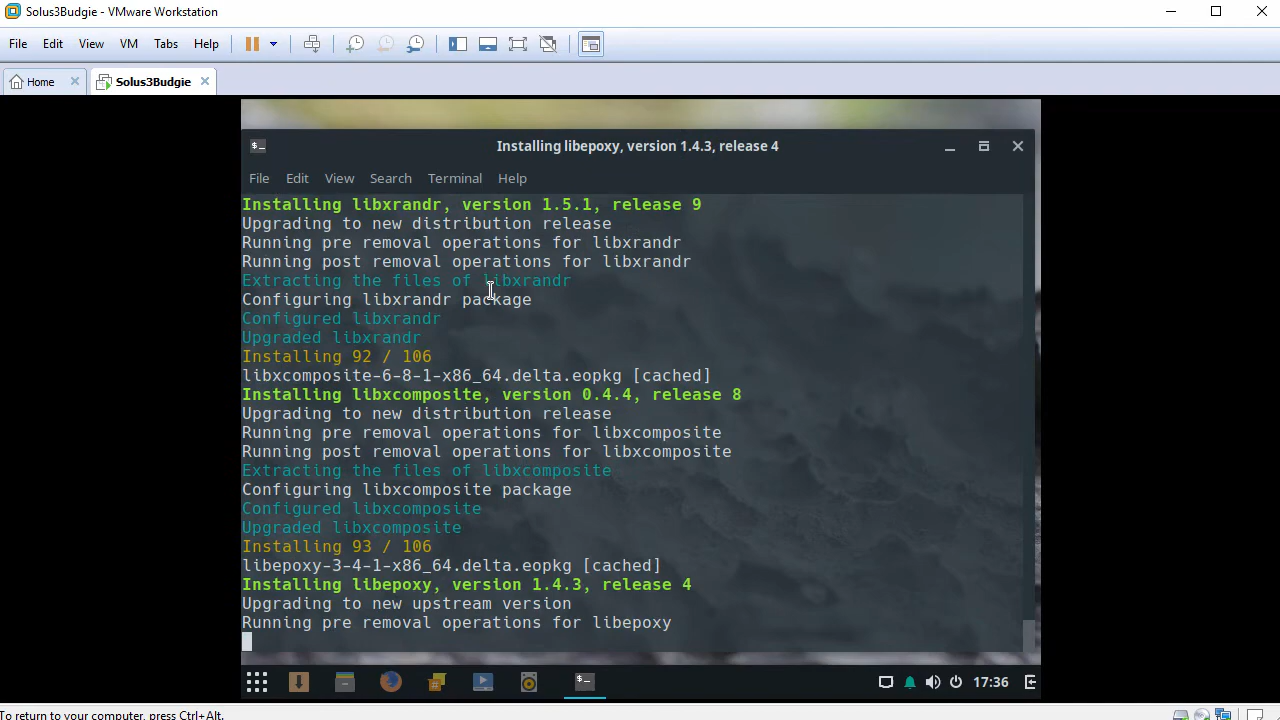 Solus3Budgie - VMware Workstation
File Edit View VM Tabs Help
Home Solus3Budgie
Installing libepoxy, version 1.4.3, release 4
File Edit View Search Terminal Help
Installing libxrandr, version 1.5.1, release 9
Upgrading to new distribution release
Running pre removal operations for libxrandr
Running post removal operations for libxrandr
Extracting the files of libxrandr
Configuring libxrandr package
Configured libxrandr
Upgraded libxrandr
Installing 92 / 106
libxcomposite-6-8-1-x86_64.delta.eopkg [cached]
Installing libxcomposite, version 0.4.4, release 8
Upgrading to new distribution release
Running pre removal operations for libxcomposite
Running post removal operations for libxcomposite
Extracting the files of libxcomposite
Configuring libxcomposite package
Configured libxcomposite
Upgraded libxcomposite
Installing 93 / 106
libepoxy-3-4-1-x86_64.delta.eopkg [cached]
Installing libepoxy, version 1.4.3, release 4
Upgrading to new upstream version
Running pre removal operations for libepoxy
17:36
To return to your computer, press Ctrl+Alt.